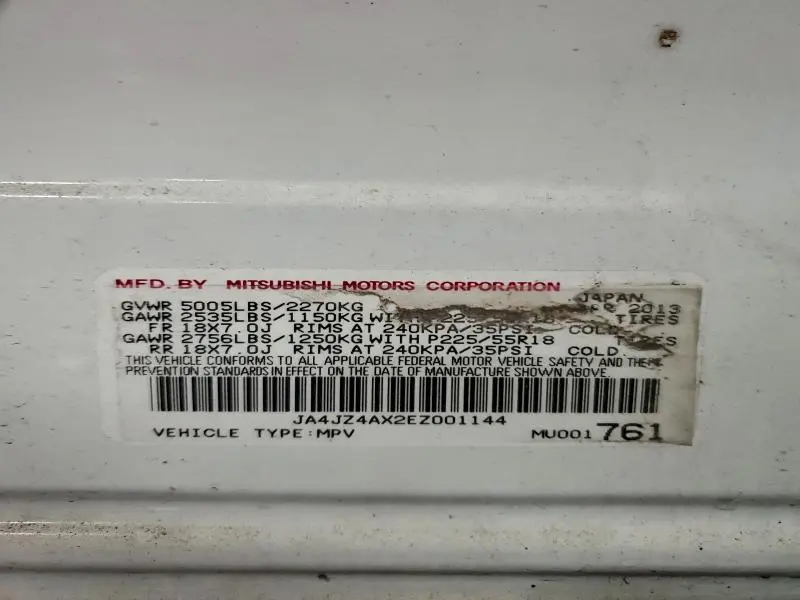 MFD. BY MITSUBISHI MOTORS CORPORATION
JAPAN
GVWR 5005LBS/2270KG 2013
GAWR 2535LBS/1150KG WITH TIRES
FR 18X7.0J RIMS AT 240KPA/35PSI COLD
GAWR 2756LBS/1250KG WITH P225/55R18 TIRES
RR 18X7.0J RIMS AT 240KPA/35PSI COLD
THIS VEHICLE CONFORMS TO ALL APPLICABLE FEDERAL MOTOR VEHICLE SAFETY AND THEFT
PREVENTION STANDARDS IN EFFECT ON THE DATE OF MANUFACTURE SHOWN ABOVE.
JA4JZ4AX2EZ001144
VEHICLE TYPE:MPV MU001761